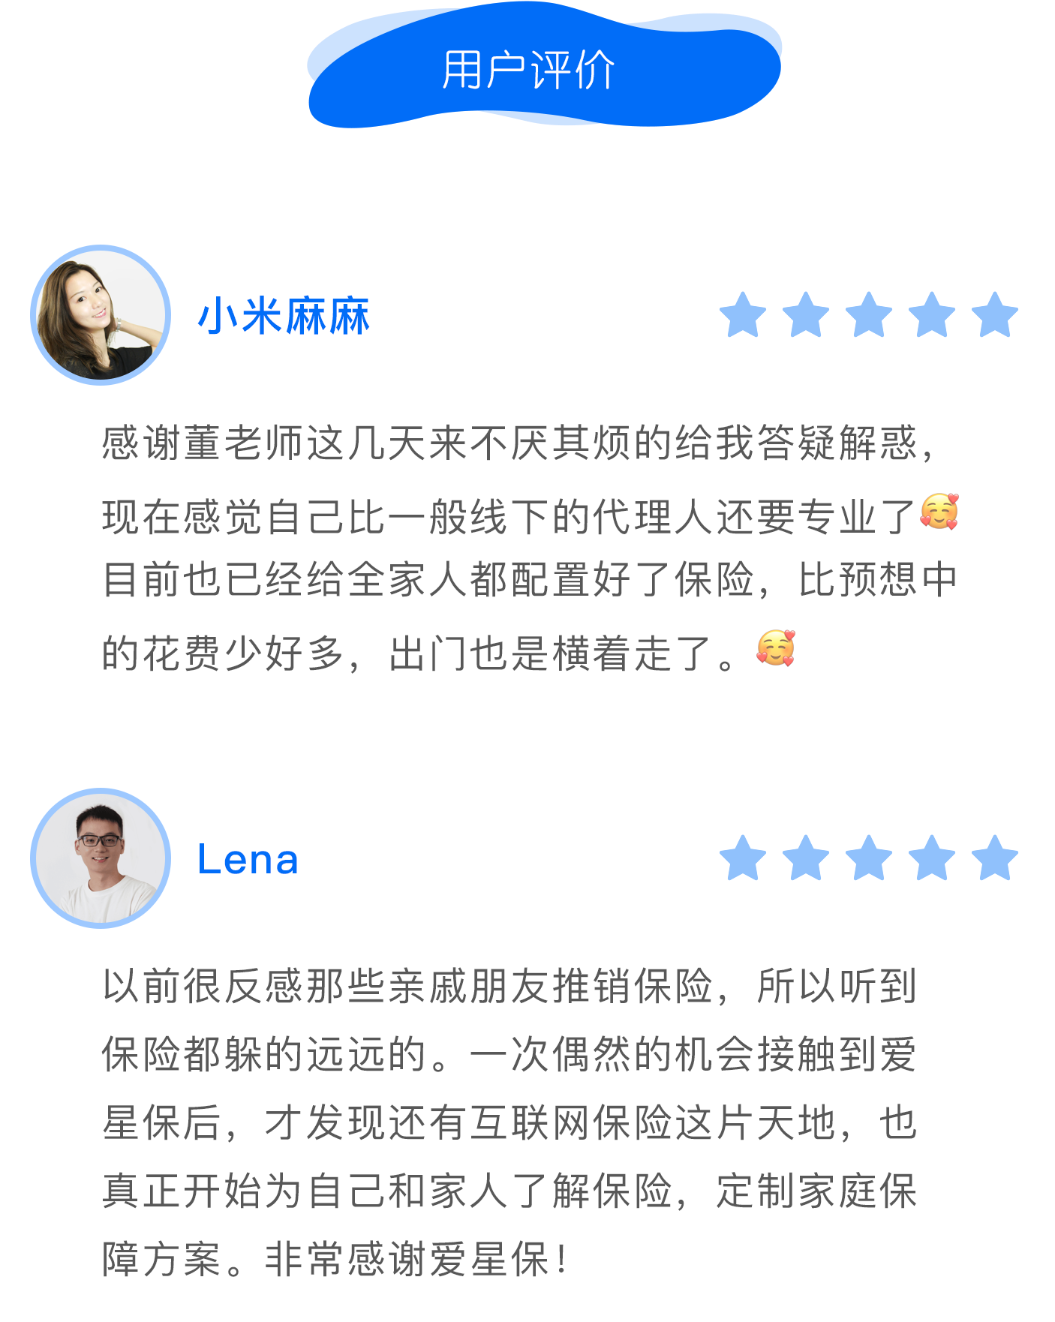 用户评价
小米麻麻
感谢董老师这几天来不厌其烦的给我答疑解惑，
现在感觉自己比一般线下的代理人还要专业了🥰
目前也已经给全家人都配置好了保险，比预想中
的花费少好多，出门也是横着走了。🥰
Lena
以前很反感那些亲戚朋友推销保险，所以听到
保险都躲的远远的。一次偶然的机会接触到爱
星保后，才发现还有互联网保险这片天地，也
真正开始为自己和家人了解保险，定制家庭保
障方案。非常感谢爱星保！